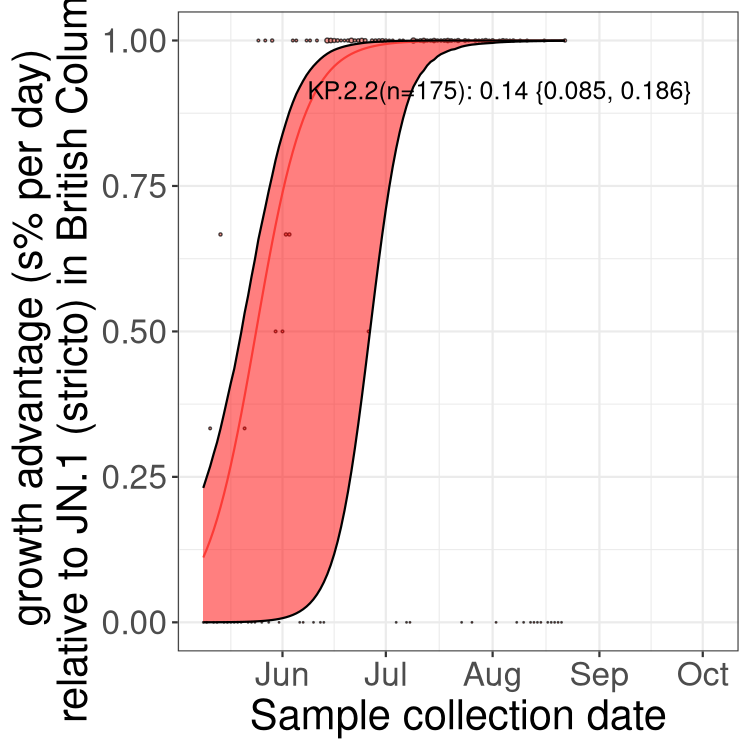 growth advantage (s% per day)
relative to JN.1 (stricto) in British Colum
1.00
0.75
0.50
0.25
0.00
KP.2.2(n=175): 0.14 {0.085, 0.186}
Jun
Jul
Aug
Sep
Oct
Sample collection date